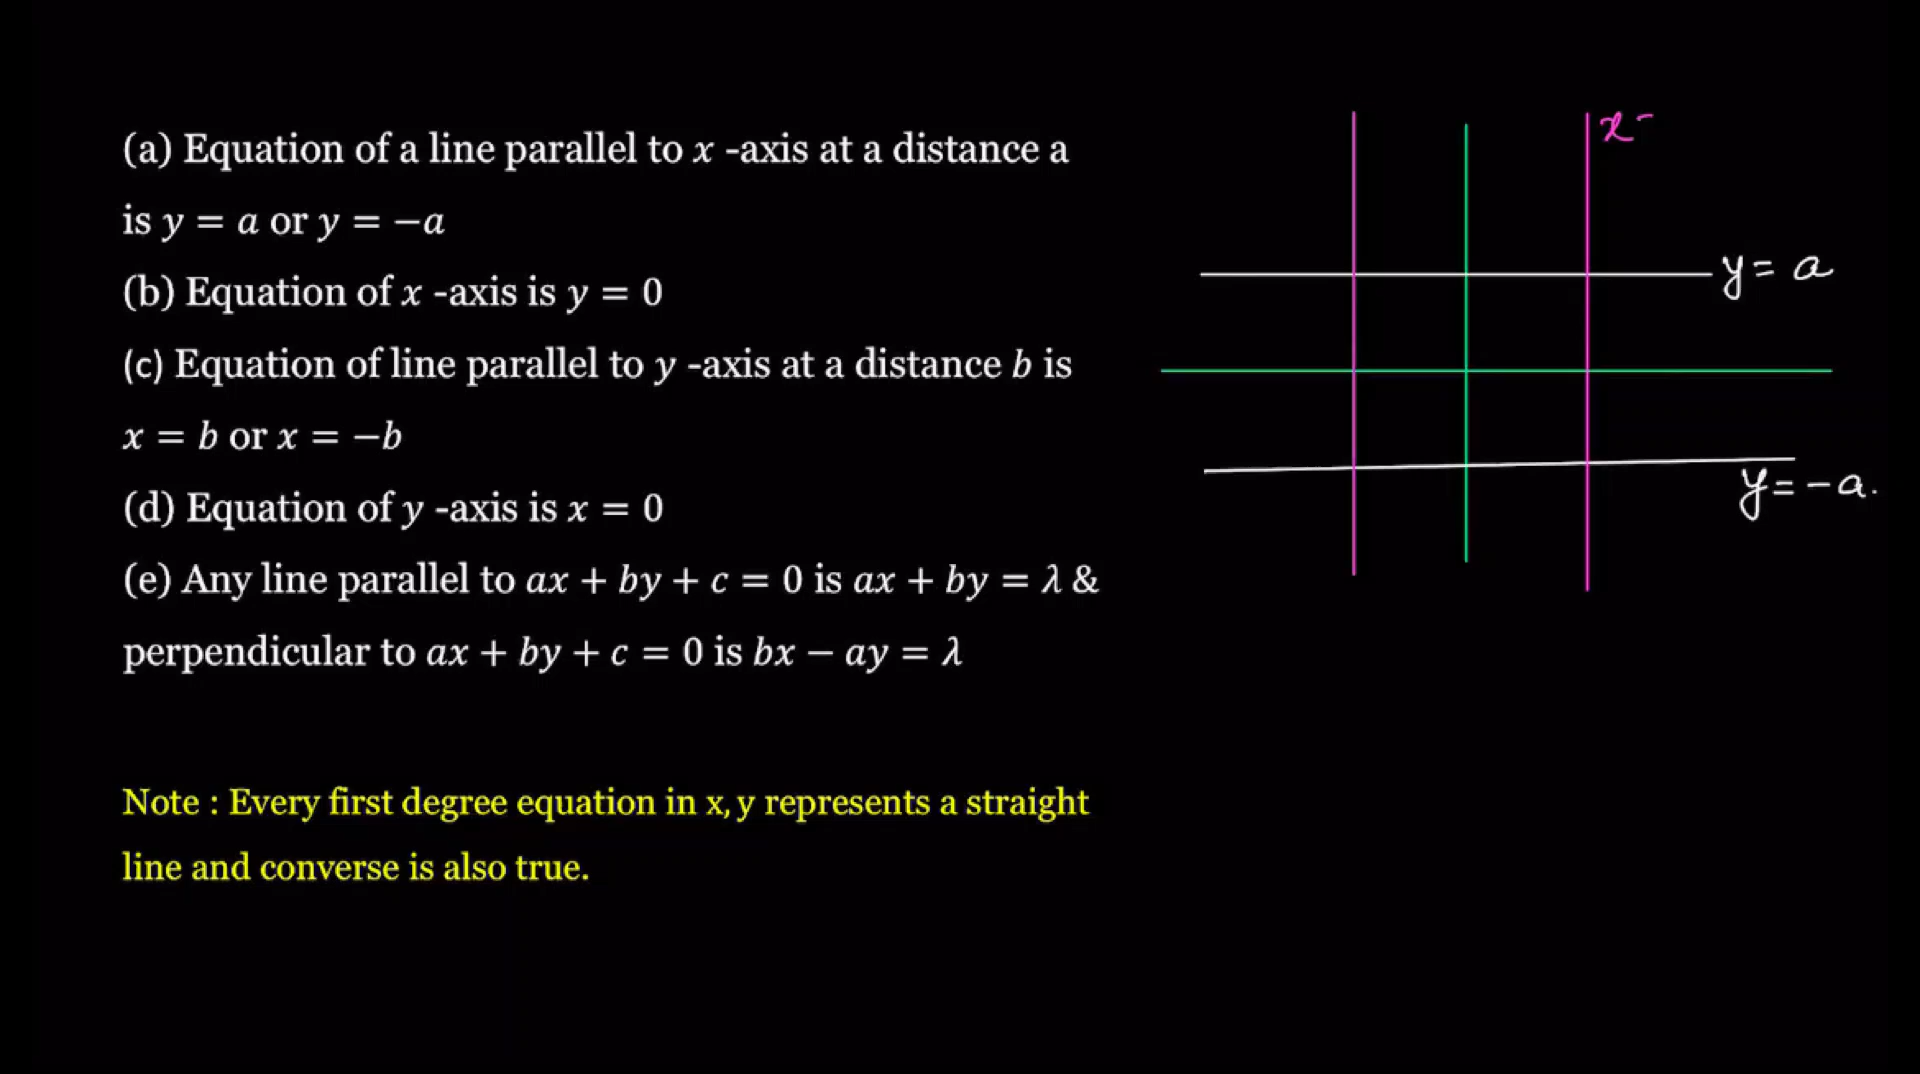 (a) Equation of a line parallel to x -axis at a distance a
is y = a or y = −a
(b) Equation of x -axis is y = 0
(c) Equation of line parallel to y -axis at a distance b is
x = b or x = −b
(d) Equation of y -axis is x = 0
(e) Any line parallel to ax + by + c = 0 is ax + by = λ &
perpendicular to ax + by + c = 0 is bx − ay = λ
Note : Every first degree equation in x, y represents a straight
line and converse is also true.
x -
y = a
y = -a.